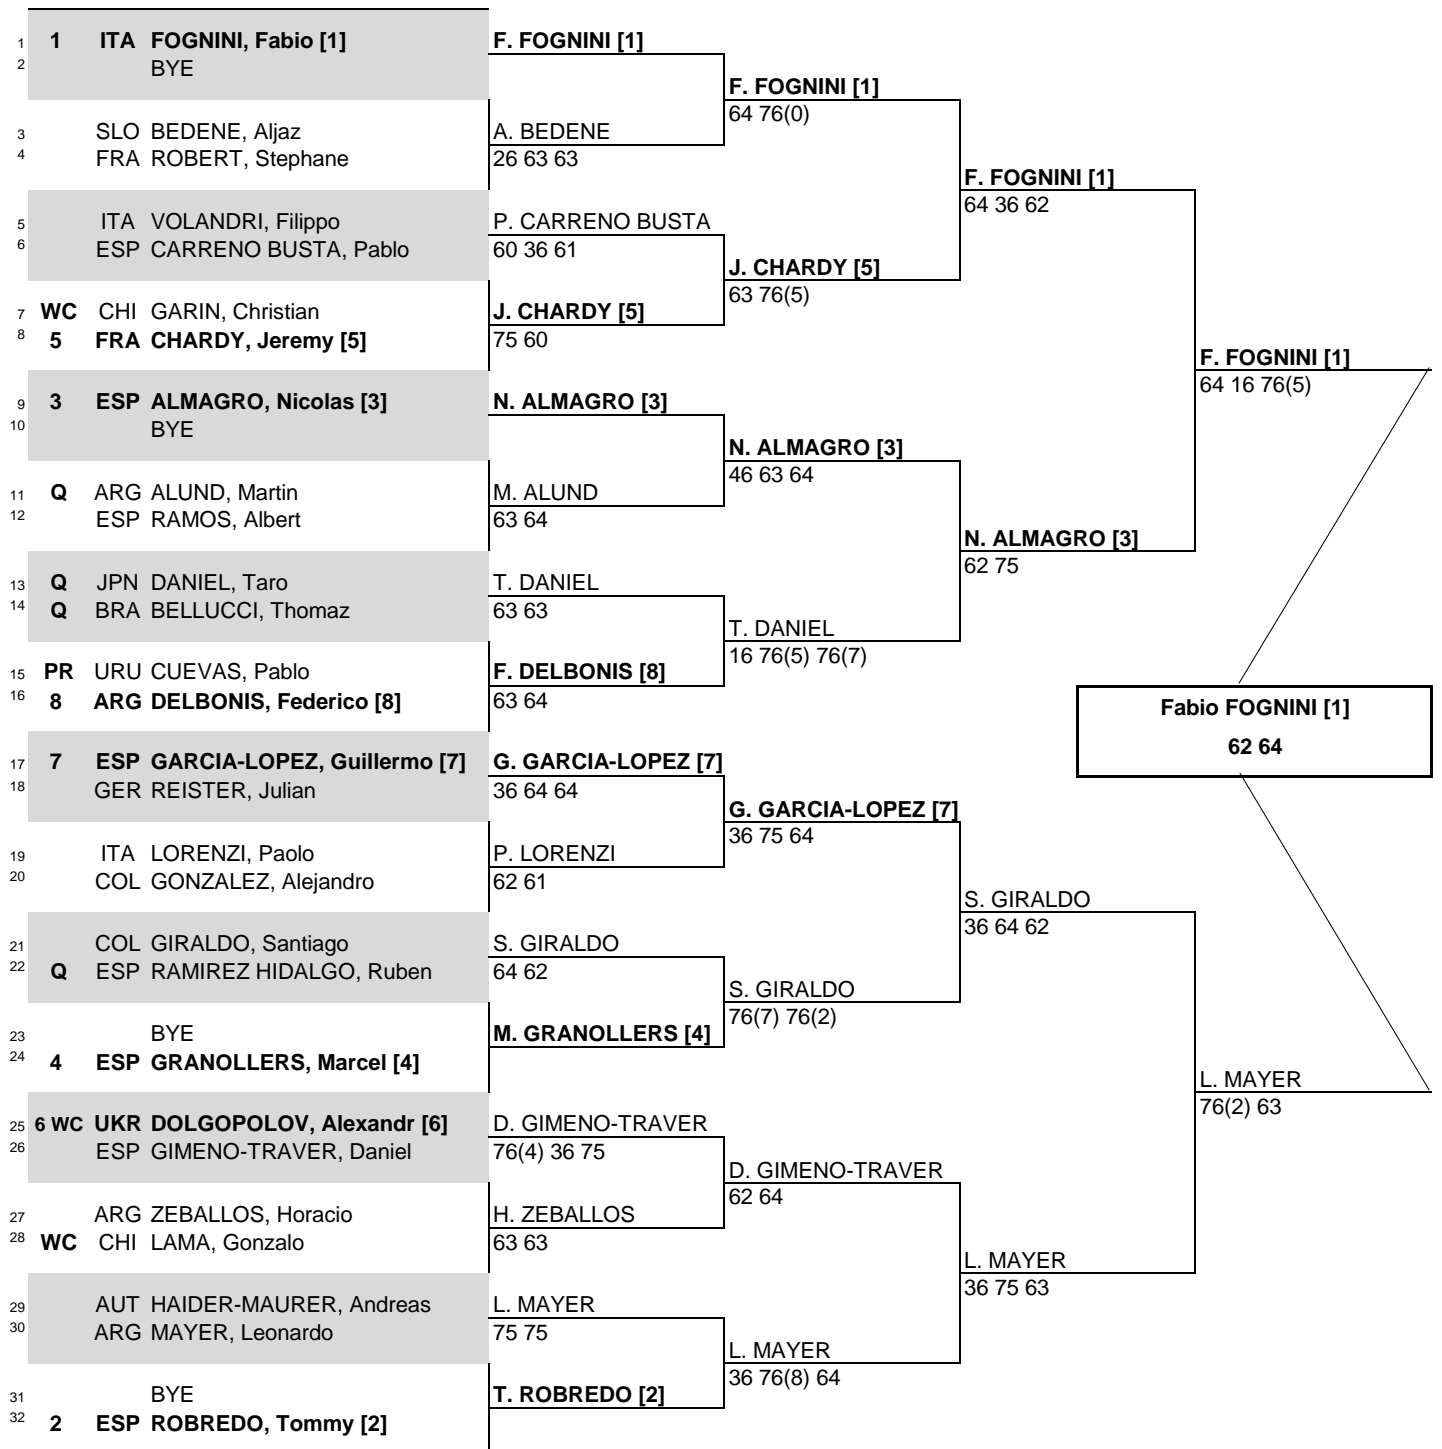 1 1 ITA FOGNINI, Fabio [1]
2 BYE
3 SLO BEDENE, Aljaz
4 FRA ROBERT, Stephane
5 ITA VOLANDRI, Filippo
6 ESP CARRENO BUSTA, Pablo
7 WC CHI GARIN, Christian
8 5 FRA CHARDY, Jeremy [5]
9 3 ESP ALMAGRO, Nicolas [3]
10 BYE
11 Q ARG ALUND, Martin
12 ESP RAMOS, Albert
13 Q JPN DANIEL, Taro
14 Q BRA BELLUCCI, Thomaz
15 PR URU CUEVAS, Pablo
16 8 ARG DELBONIS, Federico [8]
17 7 ESP GARCIA-LOPEZ, Guillermo [7]
18 GER REISTER, Julian
19 ITA LORENZI, Paolo
20 COL GONZALEZ, Alejandro
21 COL GIRALDO, Santiago
22 Q ESP RAMIREZ HIDALGO, Ruben
23 BYE
24 4 ESP GRANOLLERS, Marcel [4]
25 6 WC UKR DOLGOPOLOV, Alexandr [6]
26 ESP GIMENO-TRAVER, Daniel
27 ARG ZEBALLOS, Horacio
28 WC CHI LAMA, Gonzalo
29 AUT HAIDER-MAURER, Andreas
30 ARG MAYER, Leonardo
31 BYE
32 2 ESP ROBREDO, Tommy [2]
F. FOGNINI [1]
A. BEDENE
26 63 63
P. CARRENO BUSTA
60 36 61
J. CHARDY [5]
75 60
N. ALMAGRO [3]
M. ALUND
63 64
T. DANIEL
63 63
F. DELBONIS [8]
63 64
G. GARCIA-LOPEZ [7]
36 64 64
P. LORENZI
62 61
S. GIRALDO
64 62
M. GRANOLLERS [4]
D. GIMENO-TRAVER
76(4) 36 75
H. ZEBALLOS
63 63
L. MAYER
75 75
T. ROBREDO [2]
F. FOGNINI [1]
64 76(0)
J. CHARDY [5]
63 76(5)
N. ALMAGRO [3]
46 63 64
T. DANIEL
16 76(5) 76(7)
G. GARCIA-LOPEZ [7]
36 75 64
S. GIRALDO
76(7) 76(2)
D. GIMENO-TRAVER
62 64
L. MAYER
36 76(8) 64
F. FOGNINI [1]
64 36 62
N. ALMAGRO [3]
62 75
S. GIRALDO
36 64 62
L. MAYER
36 75 63
F. FOGNINI [1]
64 16 76(5)
L. MAYER
76(2) 63
Fabio FOGNINI [1]
62 64